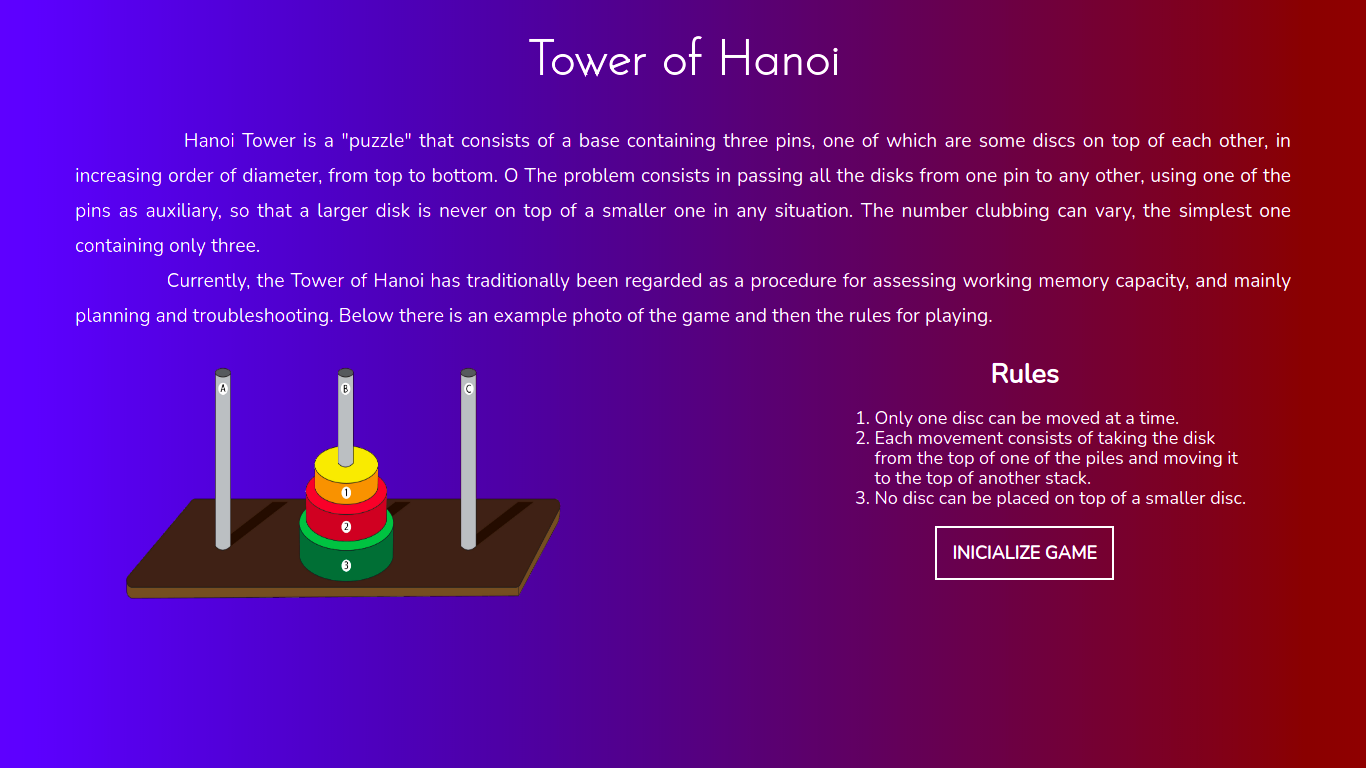 Tower of Hanoi
Hanoi Tower is a "puzzle" that consists of a base containing three pins, one of which are some discs on top of each other, in
increasing order of diameter, from top to bottom. O The problem consists in passing all the disks from one pin to any other, using one of the
pins as auxiliary, so that a larger disk is never on top of a smaller one in any situation. The number clubbing can vary, the simplest one
containing only three.
Currently, the Tower of Hanoi has traditionally been regarded as a procedure for assessing working memory capacity, and mainly
planning and troubleshooting. Below there is an example photo of the game and then the rules for playing.
A
B
C
1
2
3
Rules
1. Only one disc can be moved at a time.
2. Each movement consists of taking the disk
from the top of one of the piles and moving it
to the top of another stack.
3. No disc can be placed on top of a smaller disc.
INICIALIZE GAME